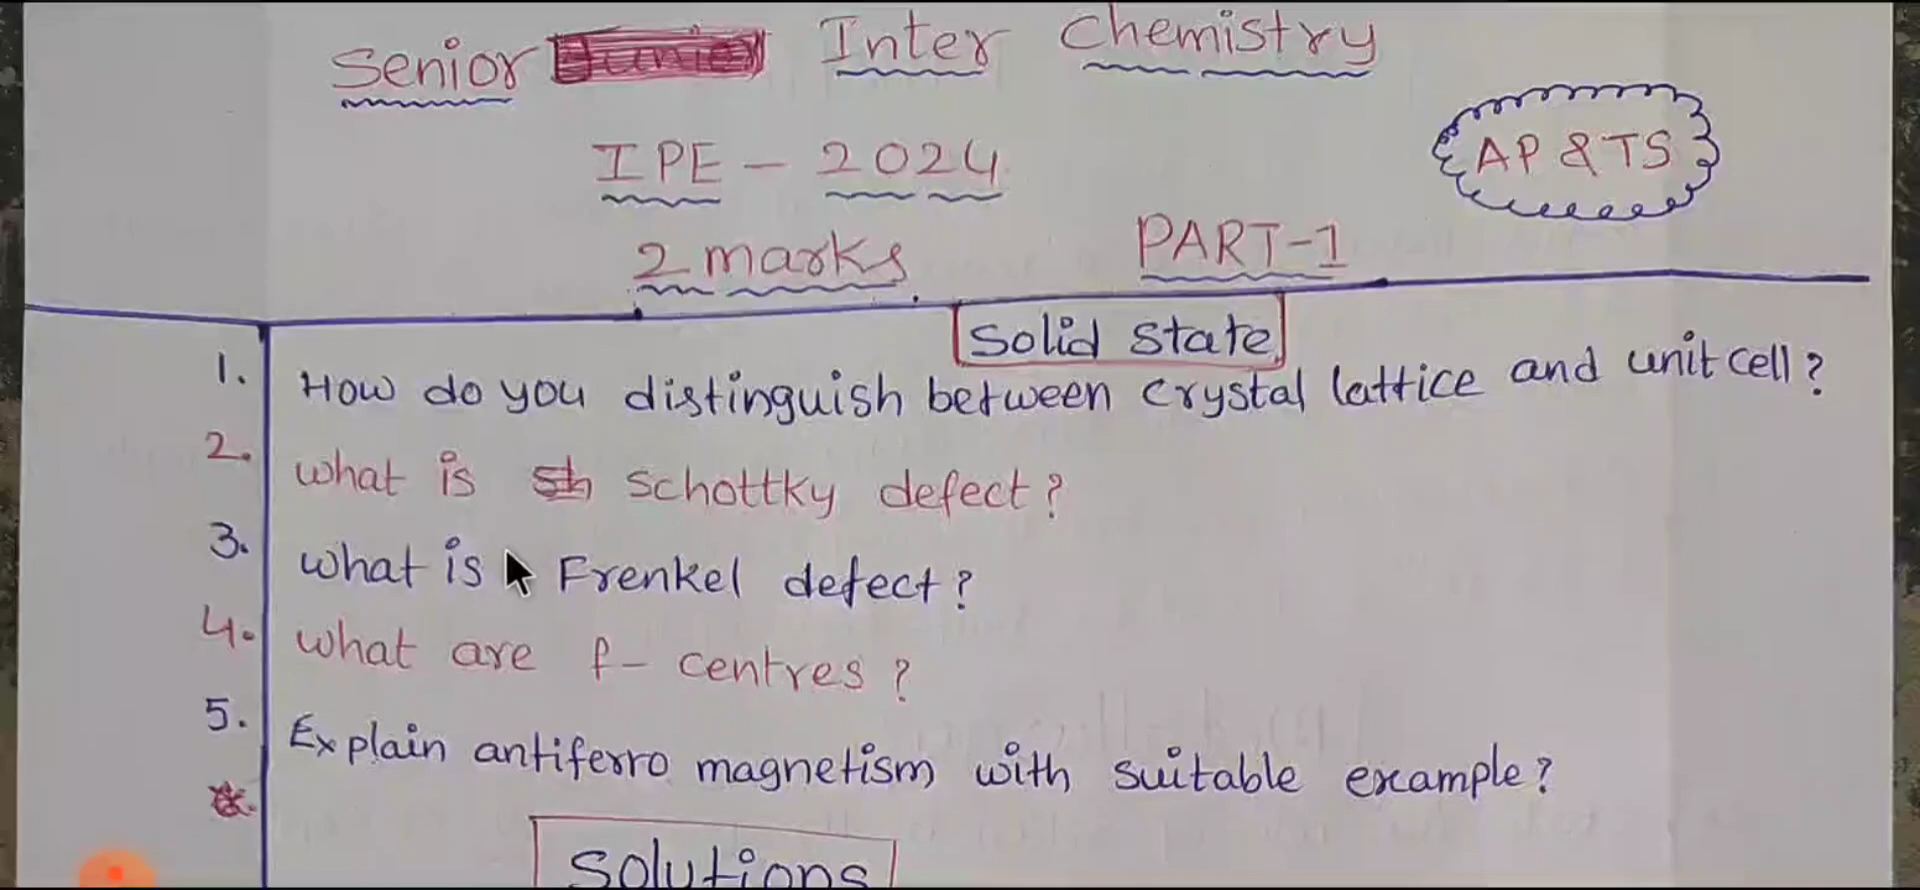 Senior Inter Chemistry
IPE - 2024
AP & TS
2 marks PART-1
Solid State
1. How do you distinguish between crystal lattice and unit cell?
2. what is sh schottky defect?
3. what is Frenkel defect?
4. what are f- centres?
5. Explain antiferro magnetism with suitable example?
Solutions